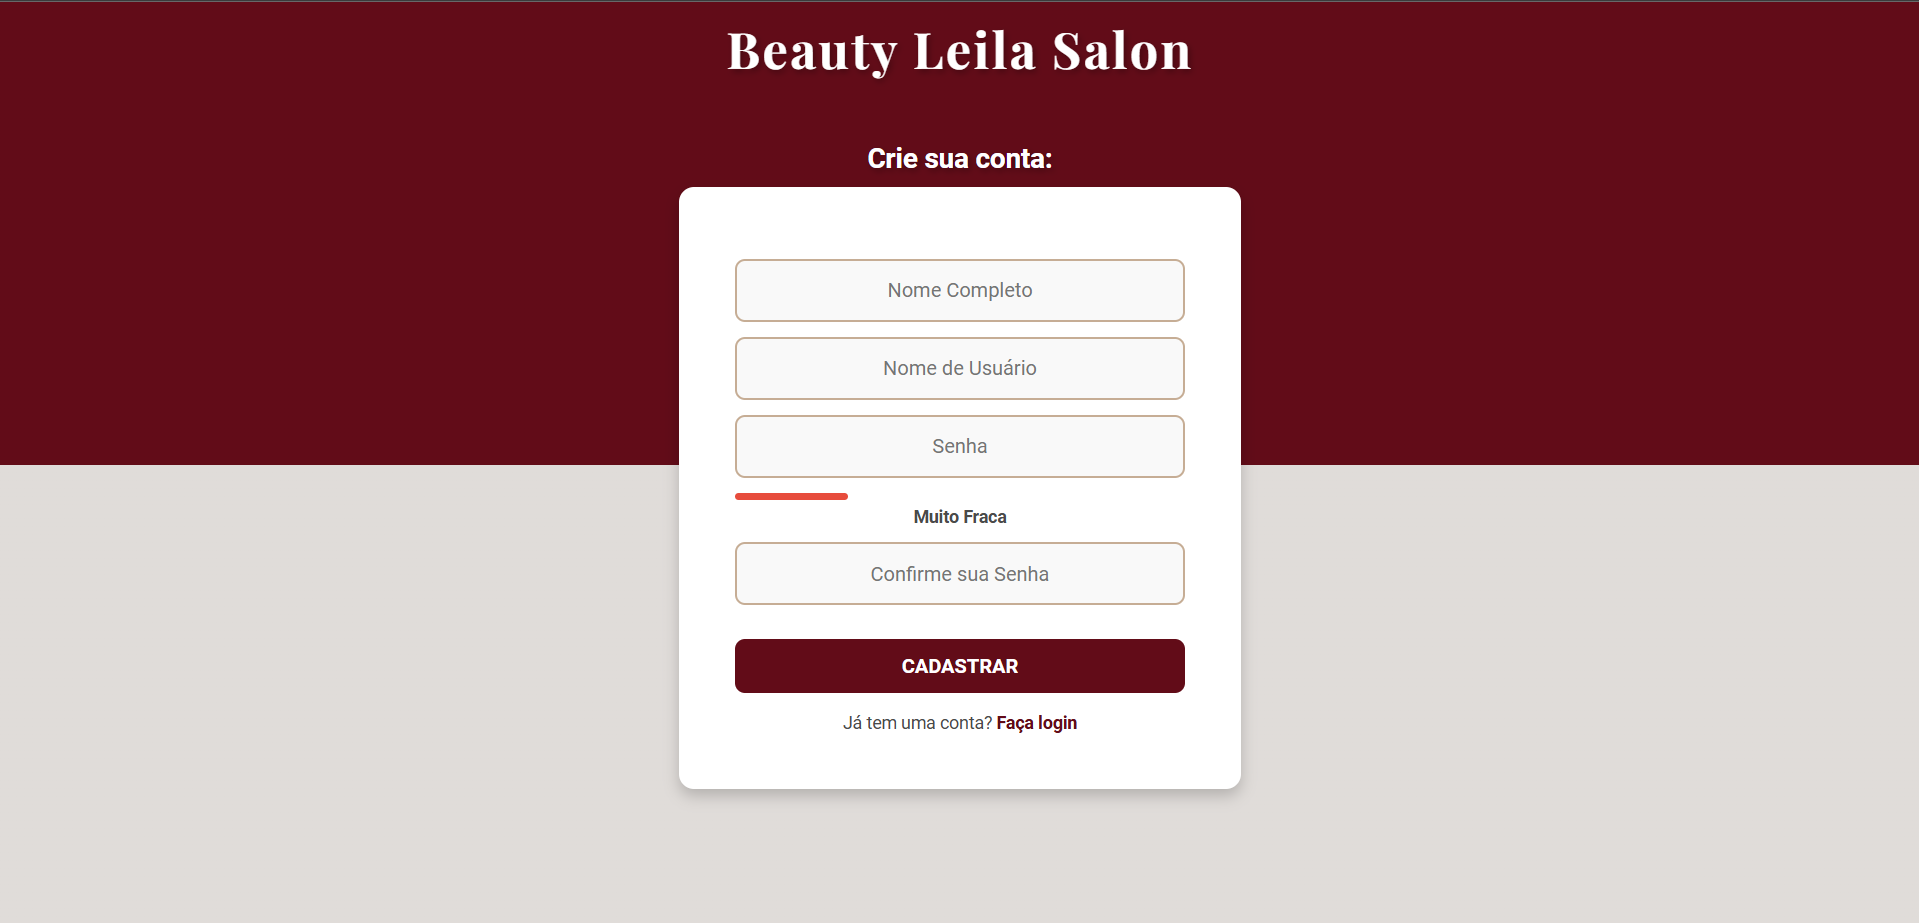 Beauty Leila Salon
Crie sua conta:
Nome Completo
Nome de Usuário
Senha
Muito Fraca
Confirme sua Senha
CADASTRAR
Já tem uma conta? Faça login